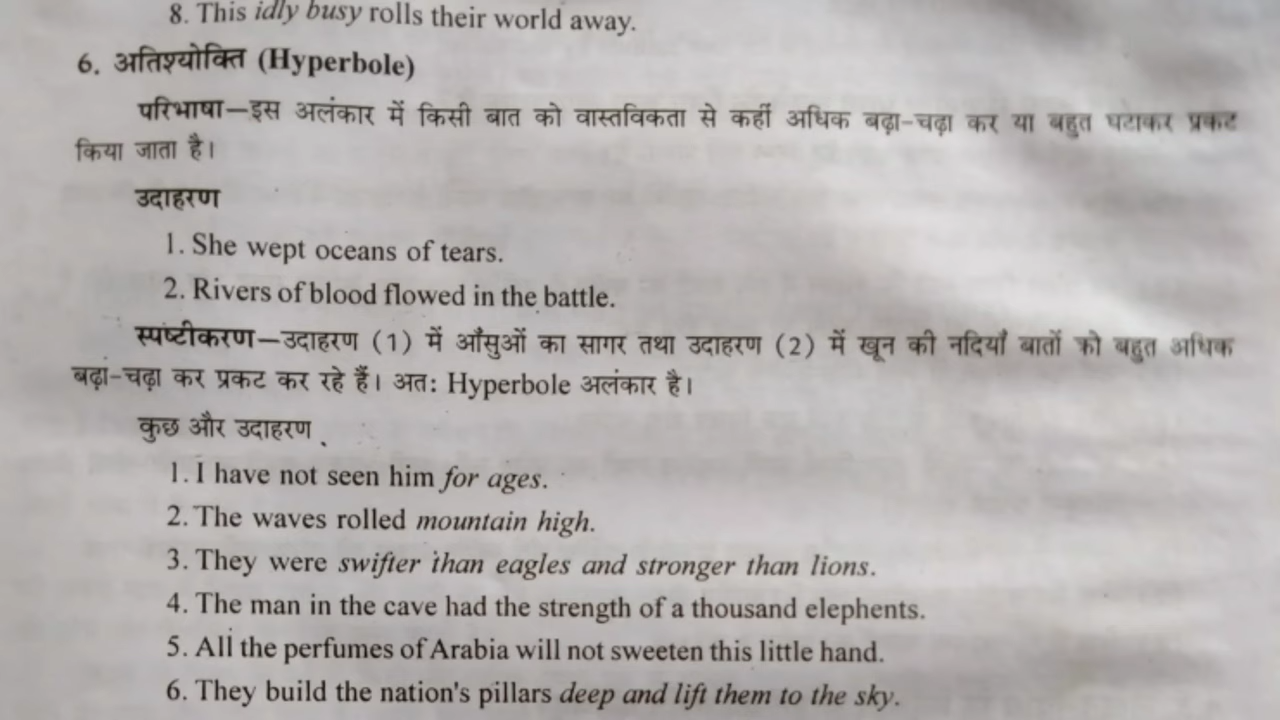 8. This idly busy rolls their world away.
6. अतिश्योक्ति (Hyperbole)
परिभाषा—इस अलंकार में किसी बात को वास्तविकता से कहीं अधिक बढ़ा-चढ़ा कर या बहुत घटाकर प्रकट
किया जाता है।
उदाहरण
1. She wept oceans of tears.
2. Rivers of blood flowed in the battle.
स्पष्टीकरण—उदाहरण (1) में आँसुओं का सागर तथा उदाहरण (2) में खून की नदियाँ बातों को बहुत अधिक
बढ़ा-चढ़ा कर प्रकट कर रहे हैं। अत: Hyperbole अलंकार है।
कुछ और उदाहरण
1. I have not seen him for ages.
2. The waves rolled mountain high.
3. They were swifter than eagles and stronger than lions.
4. The man in the cave had the strength of a thousand elephents.
5. All the perfumes of Arabia will not sweeten this little hand.
6. They build the nation's pillars deep and lift them to the sky.